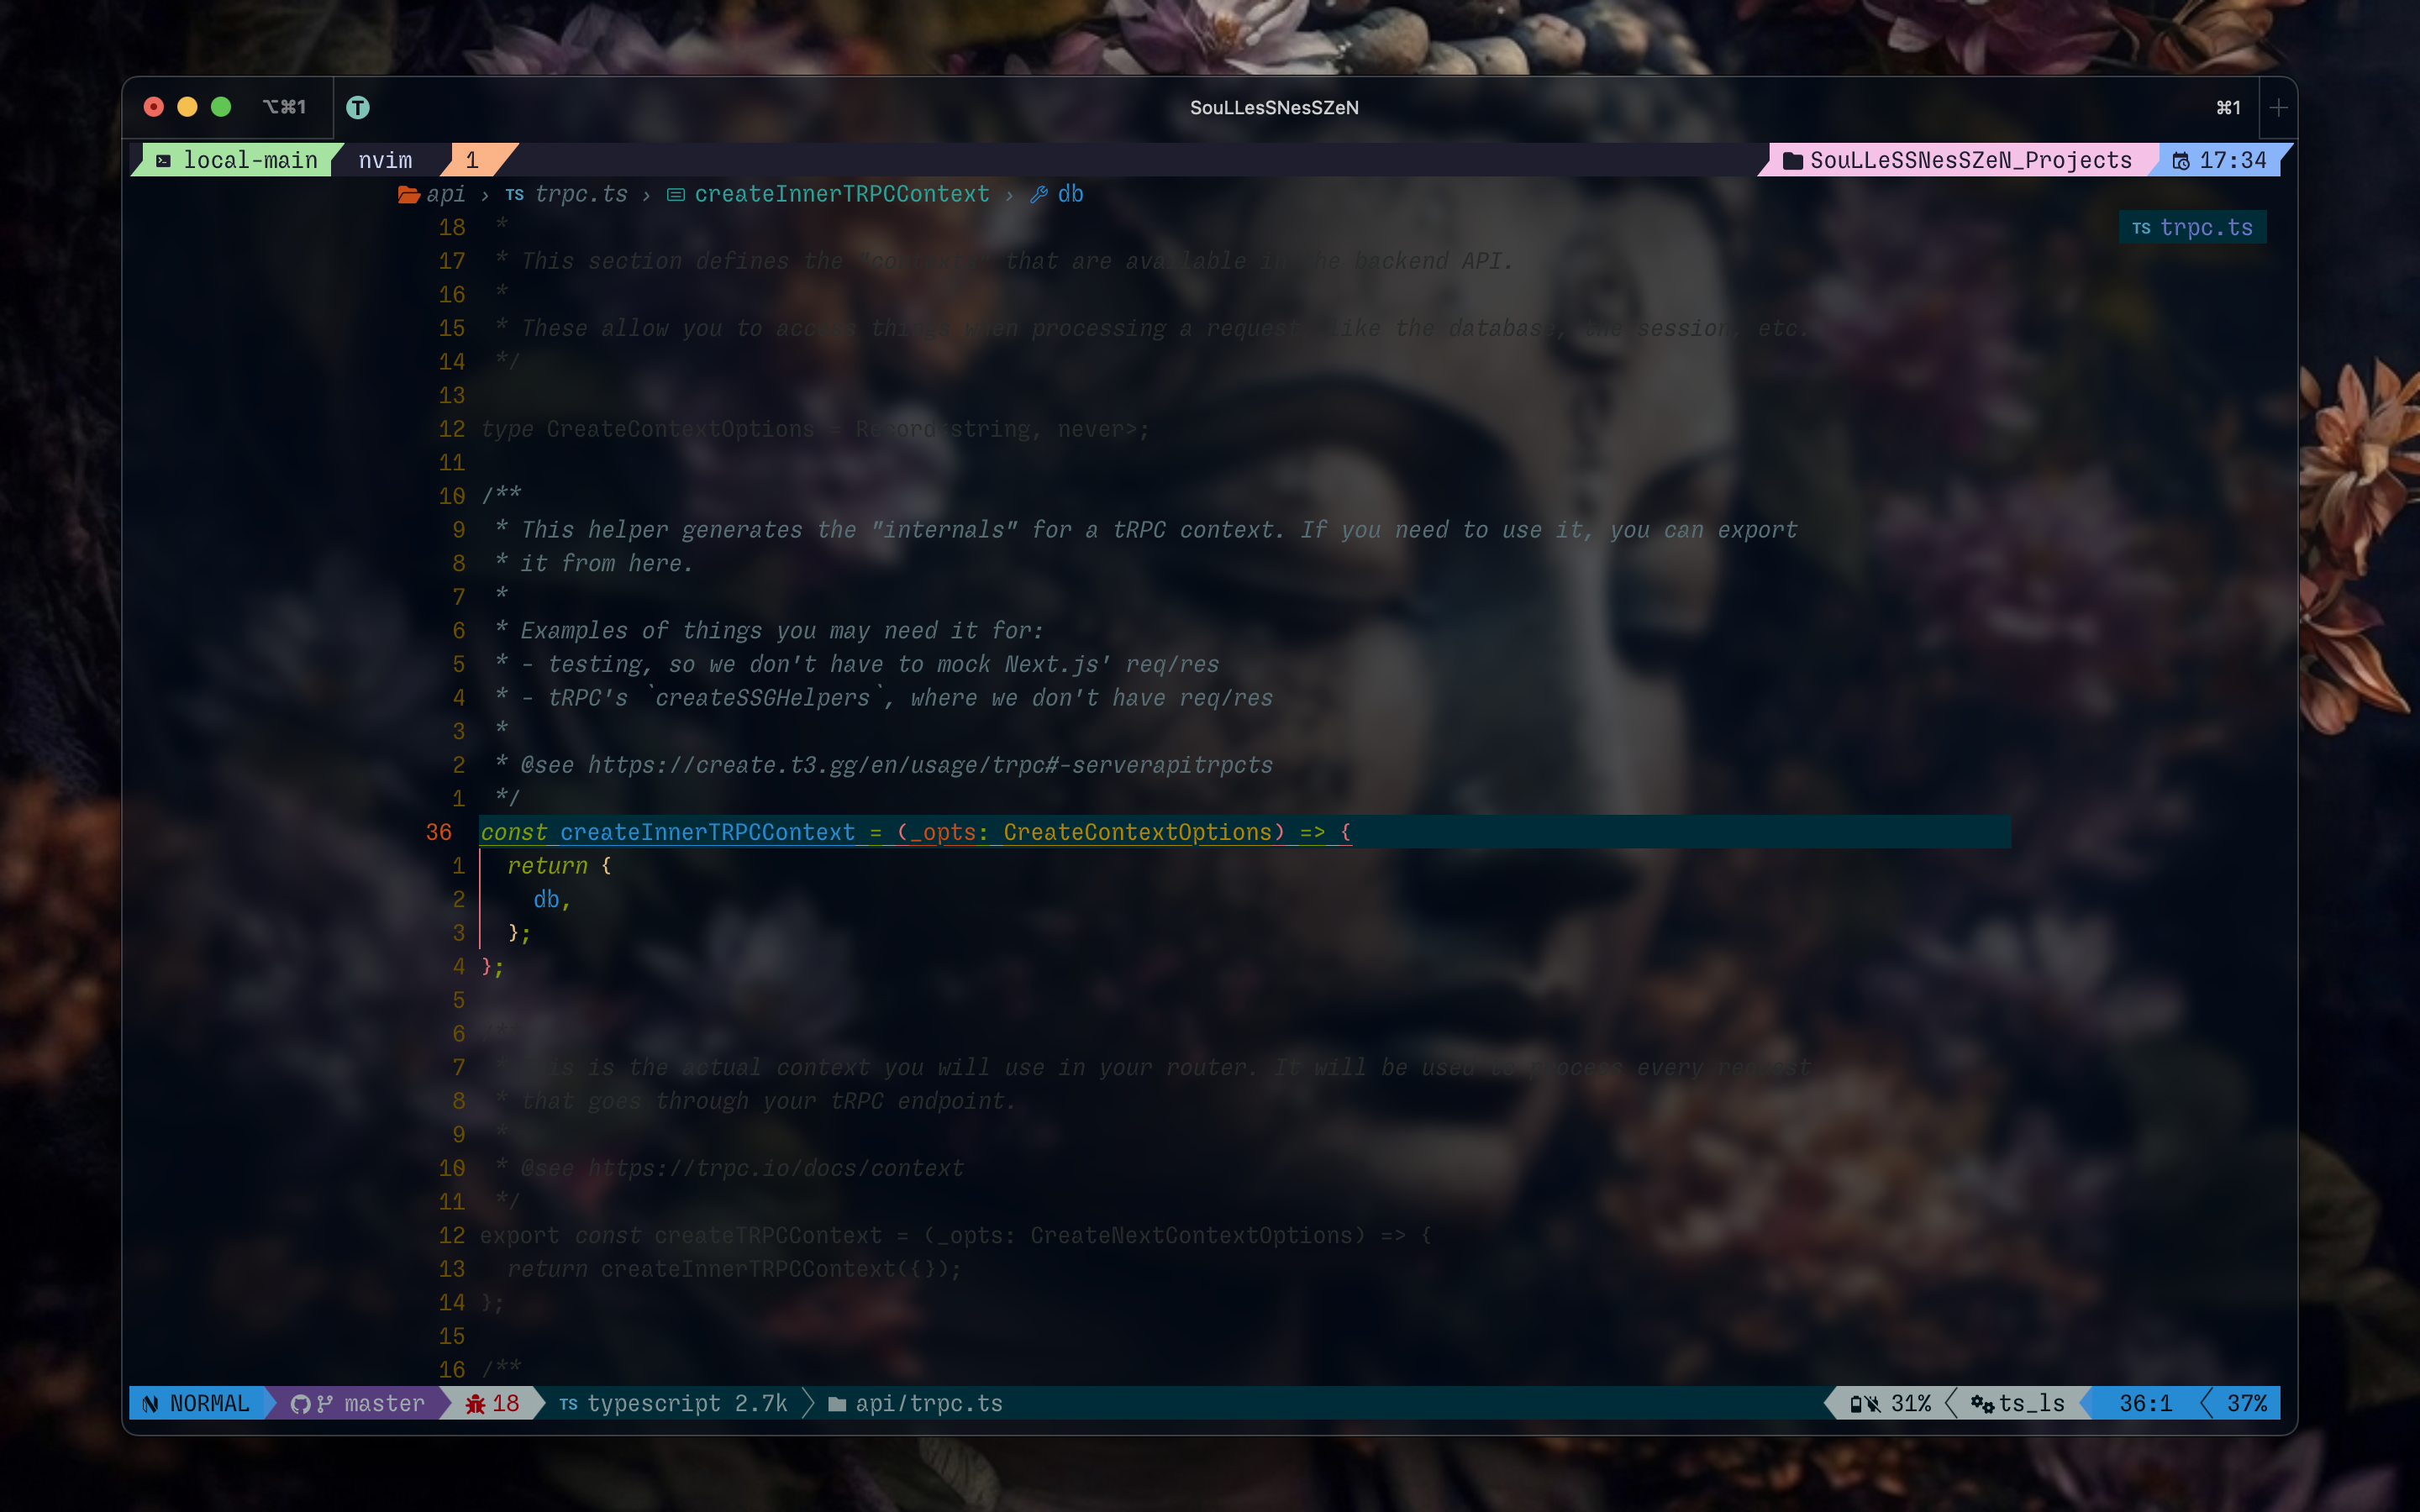 ⌥⌘1 T SouLLesSNesSZeN ⌘1 +
local-main nvim 1 SouLLeSSNesSZeN_Projects 17:34
api › TS trpc.ts › createInnerTRPCContext › db
18  *
TS trpc.ts
17  * This section defines the "contexts" that are available in the backend API.
16  *
15  * These allow you to access things when processing a request, like the database, the session, etc.
14  */
13
12 type CreateContextOptions = Record<string, never>;
11
10 /**
9  * This helper generates the "internals" for a tRPC context. If you need to use it, you can export
8  * it from here.
7  *
6  * Examples of things you may need it for:
5  * - testing, so we don't have to mock Next.js' req/res
4  * - tRPC's `createSSGHelpers`, where we don't have req/res
3  *
2  * @see https://create.t3.gg/en/usage/trpc#-serverapitrpcts
1  */
36 const createInnerTRPCContext = (_opts: CreateContextOptions) => {
1   return {
2     db,
3   };
4 };
5
6 /**
7  * This is the actual context you will use in your router. It will be used to process every request
8  * that goes through your tRPC endpoint.
9  *
10  * @see https://trpc.io/docs/context
11  */
12 export const createTRPCContext = (_opts: CreateNextContextOptions) => {
13   return createInnerTRPCContext({});
14 };
15
16 /**
NORMAL master 18 TS typescript 2.7k api/trpc.ts 31% ts_ls 36:1 37%